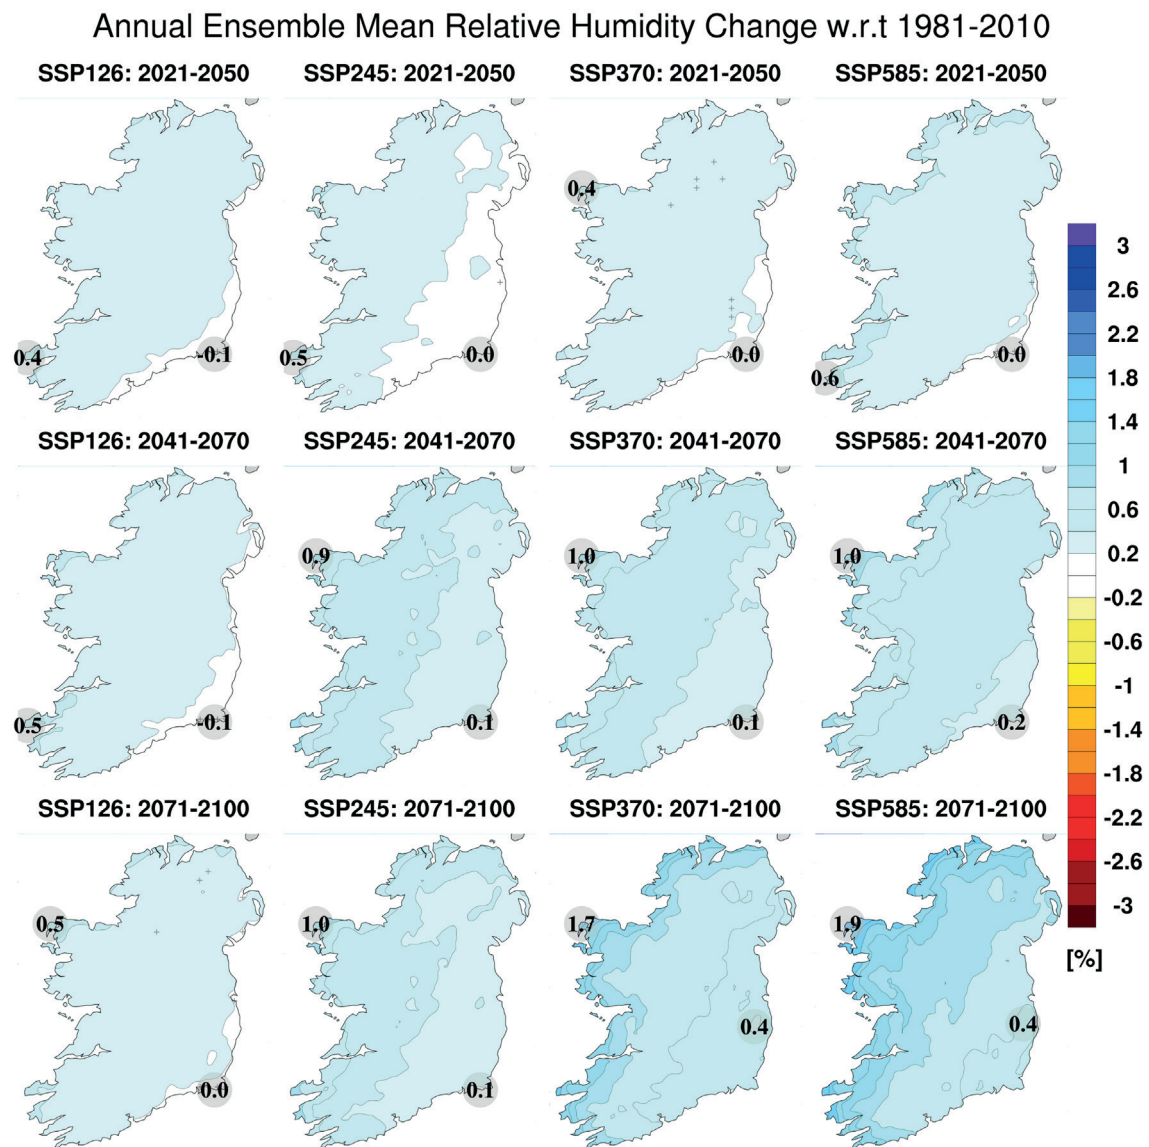 Annual Ensemble Mean Relative Humidity Change w.r.t 1981-2010
SSP126: 2021-2050 SSP245: 2021-2050 SSP370: 2021-2050 SSP585: 2021-2050
0.4
0.4 -0.1 0.5 0.0 0.0 0.6 0.0
SSP126: 2041-2070 SSP245: 2041-2070 SSP370: 2041-2070 SSP585: 2041-2070
0.9 1.0 1.0
0.5 -0.1 0.1 0.1 0.2
SSP126: 2071-2100 SSP245: 2071-2100 SSP370: 2071-2100 SSP585: 2071-2100
0.5 1.0 1.7 1.9
0.4 0.4
0.0 0.1
3
2.6
2.2
1.8
1.4
1
0.6
0.2
-0.2
-0.6
-1
-1.4
-1.8
-2.2
-2.6
-3
[%]